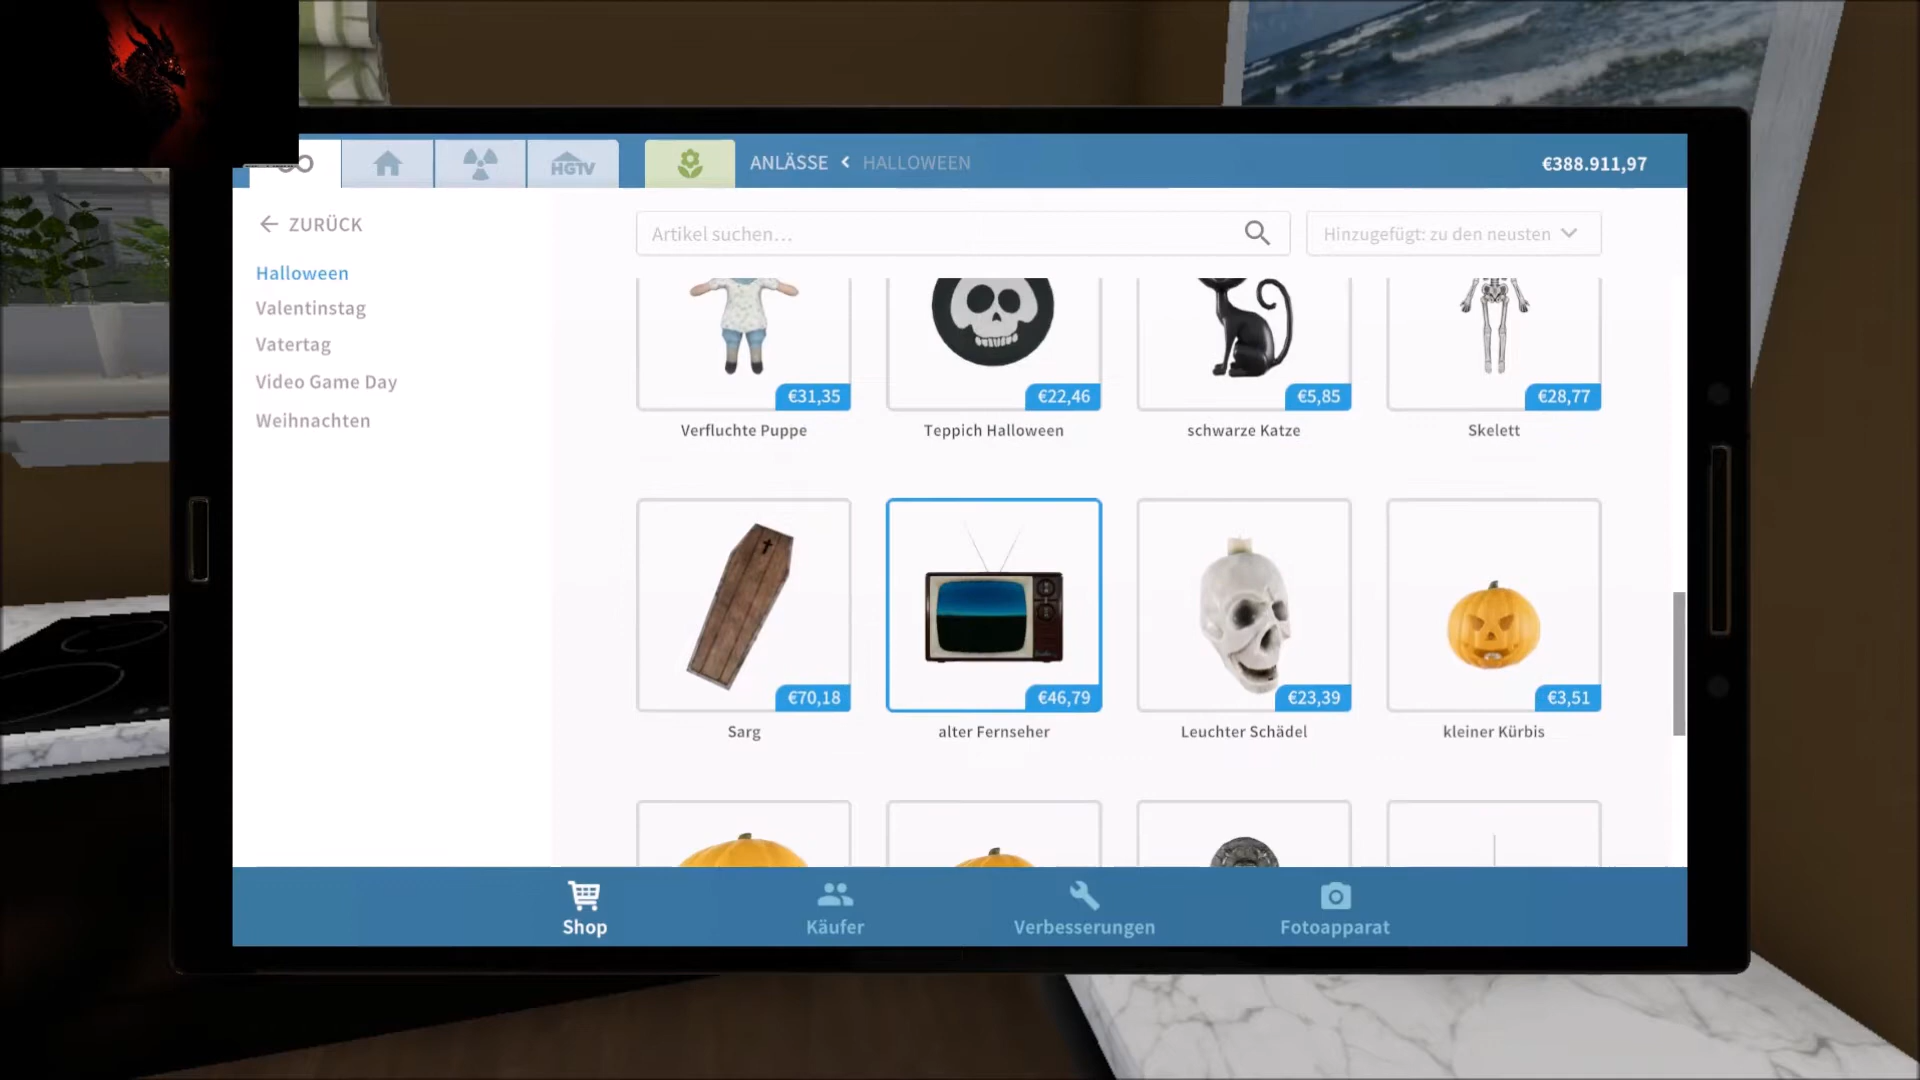 HGTV
ANLÄSSE < HALLOWEEN
€388.911,97
← ZURÜCK
Artikel suchen...
Hinzugefügt: zu den neusten
Halloween
Valentinstag
Vatertag
Video Game Day
Weihnachten
€31,35
€22,46
€5,85
€28,77
Verfluchte Puppe
Teppich Halloween
schwarze Katze
Skelett
€70,18
€46,79
€23,39
€3,51
Sarg
alter Fernseher
Leuchter Schädel
kleiner Kürbis
Shop
Käufer
Verbesserungen
Fotoapparat